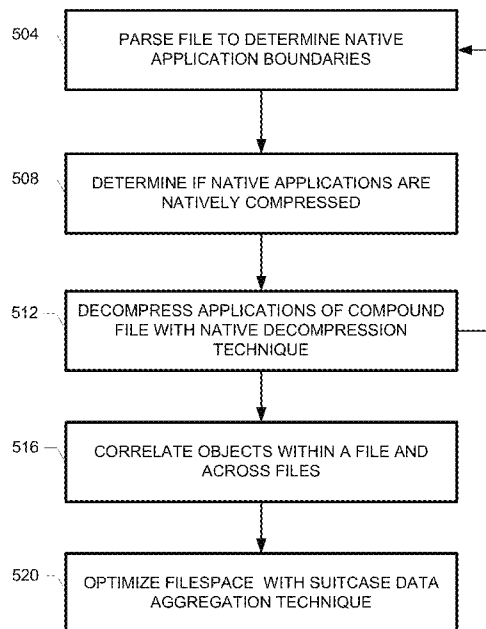 504
PARSE FILE TO DETERMINE NATIVE
APPLICATION BOUNDARIES
508
DETERMINE IF NATIVE APPLICATIONS ARE
NATIVELY COMPRESSED
512
DECOMPRESS APPLICATIONS OF COMPOUND
FILE WITH NATIVE DECOMPRESSION
TECHNIQUE
516
CORRELATE OBJECTS WITHIN A FILE AND
ACROSS FILES
520
OPTIMIZE FILESPACE WITH SUITCASE DATA
AGGREGATION TECHNIQUE